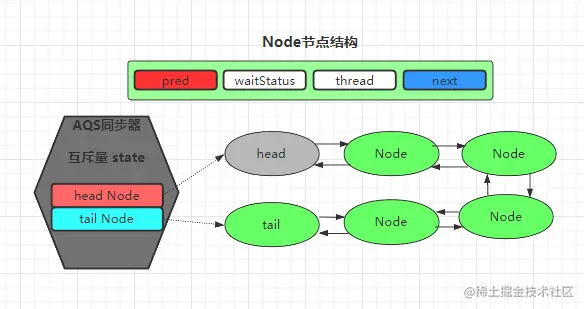 Node节点结构
pred waitStatus thread next
AQS同步器
互斥量 state
head Node
tail Node
head Node Node
tail Node Node
@稀土掘金技术社区